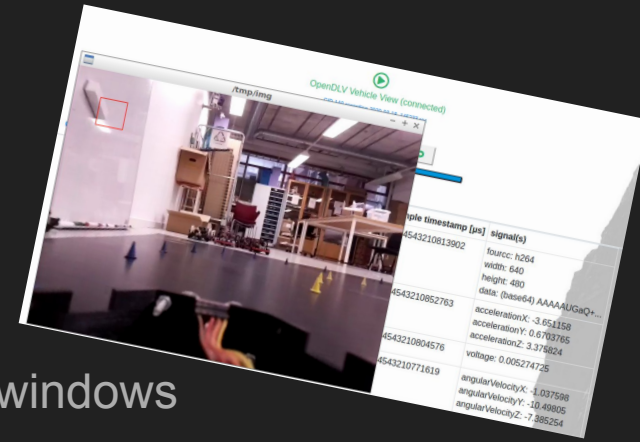 OpenDLV Vehicle View (connected)
/tmp/img
mple timestamp [µs] signal(s)
4543210813902
fourcc: h264
width: 640
height: 480
data: (base64) AAAAAUGaQ+...
4543210852763
accelerationX: -3.651158
accelerationY: 0.6703765
accelerationZ: 3.375824
4543210804576
voltage: 0.005274725
4543210771619
angularVelocityX: -1.037598
angularVelocityY: -10.49805
angularVelocityZ: -7.385254
windows